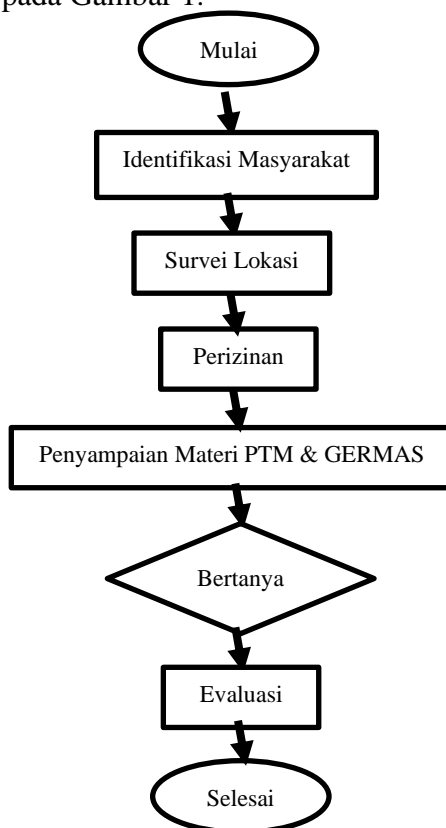 pada Gambar 1.
Mulai
Identifikasi Masyarakat
Survei Lokasi
Perizinan
Penyampaian Materi PTM & GERMAS
Bertanya
Evaluasi
Selesai